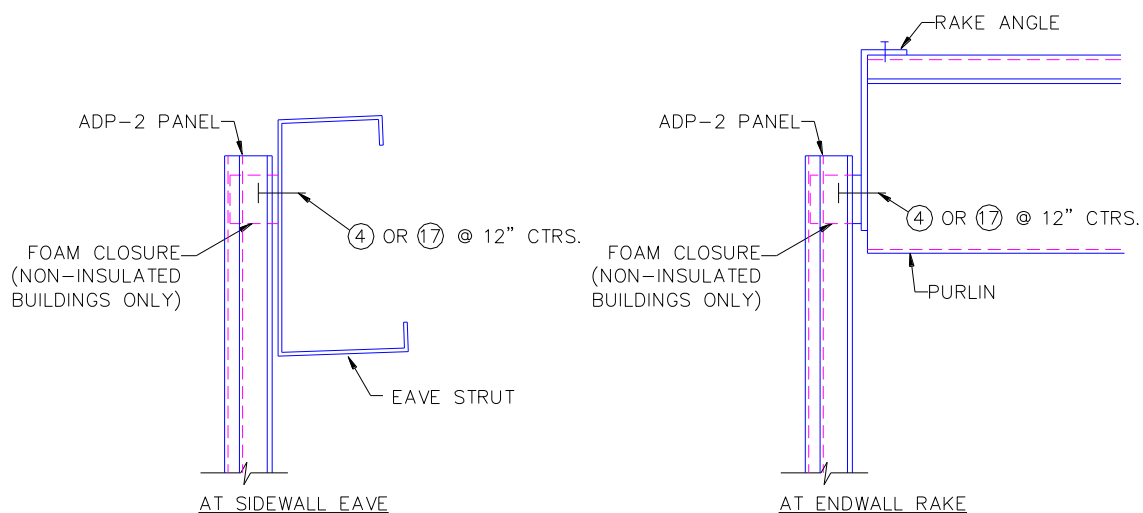 ADP-2 PANEL
4 OR 17 @ 12" CTRS.
FOAM CLOSURE
(NON-INSULATED
BUILDINGS ONLY)
EAVE STRUT
AT SIDEWALL EAVE
RAKE ANGLE
ADP-2 PANEL
4 OR 17 @ 12" CTRS.
FOAM CLOSURE
(NON-INSULATED
BUILDINGS ONLY)
PURLIN
AT ENDWALL RAKE